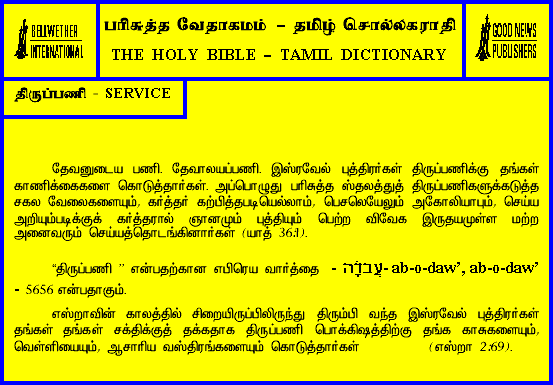 BELLWETHER
INTERNATIONAL
பரிசுத்த வேதாகமம் – தமிழ் சொல்லகராதி
THE HOLY BIBLE – TAMIL DICTIONARY
GOOD NEWS
PUBLISHERS
திருப்பணி - SERVICE
தேவனுடைய பணி. தேவாலயப்பணி. இஸ்ரவேல் புத்திரர்கள் திருப்பணிக்கு தங்கள்
காணிக்கைகளை கொடுத்தார்கள். அப்பொழுது பரிசுத்த ஸ்தலத்துத் திருப்பணிகளுக்கடுத்த
சகல வேலைகளையும், கர்த்தர் கற்பித்தபடியெல்லாம், பெசலெயேலும் அகோலியாபும், செய்ய
அறியும்படிக்குக் கர்த்தரால் ஞானமும் புத்தியும் பெற்ற விவேக இருதயமுள்ள மற்ற
அனைவரும் செய்யத்தொடங்கினார்கள் (யாத் 36:1).
“திருப்பணி ” என்பதற்கான எபிரெய வார்த்தை - עֲבֹדָה - ab-o-daw’, ab-o-daw’
- 5656 என்பதாகும்.
எஸ்றாவின் காலத்தில் சிறையிருப்பிலிருந்து திரும்பி வந்த இஸ்ரவேல் புத்திரர்கள்
தங்கள் தங்கள் சக்திக்குத் தக்கதாக திருப்பணி பொக்கிஷத்திற்கு தங்க காசுகளையும்,
வெள்ளியையும், ஆசாரிய வஸ்திரங்களையும் கொடுத்தார்கள் (எஸ்றா 2:69).